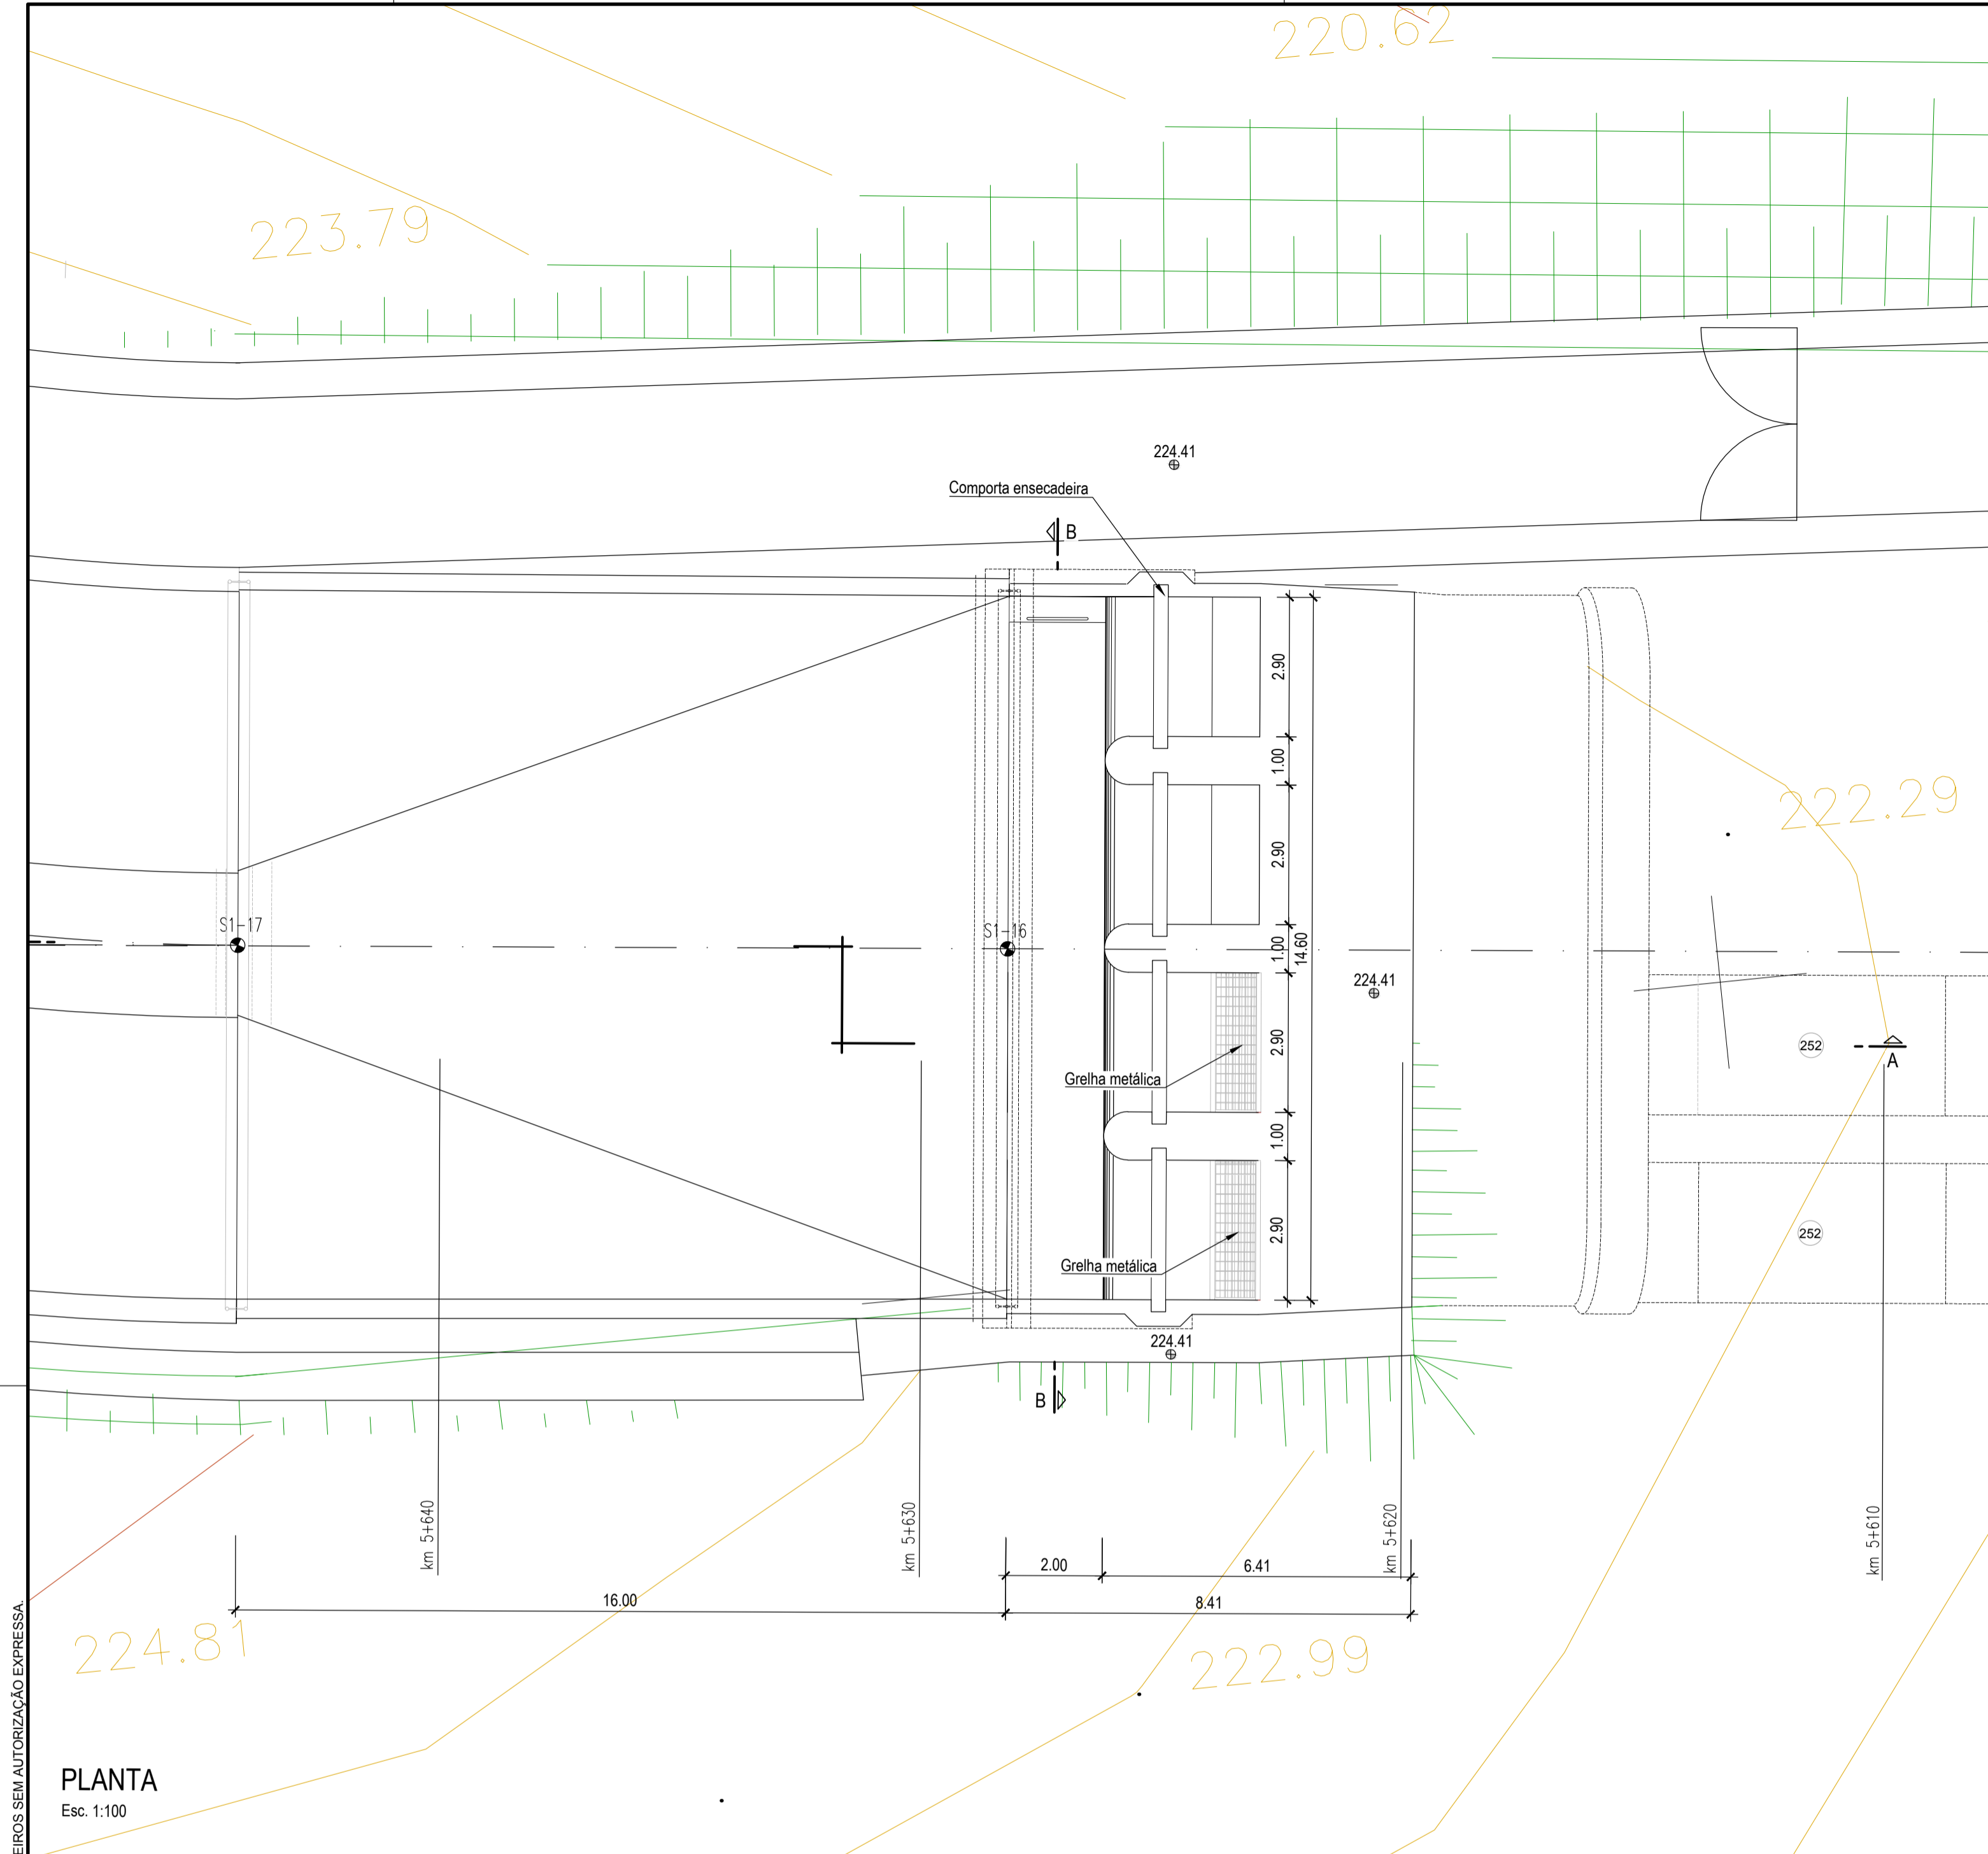 220.62
223.79
224.41
Comporta ensecadeira
B
2.90
1.00
222.29
2.90
S1-17
S1-16
1.00
14.60
224.41
2.90
252
A
Grelha metálica
1.00
2.90
252
Grelha metálica
224.41
B
km 5+640
km 5+630
km 5+620
km 5+610
2.00
6.41
16.00
8.41
224.81
222.99
EIROS SEM AUTORIZAÇÃO EXPRESSA.
PLANTA
Esc. 1:100